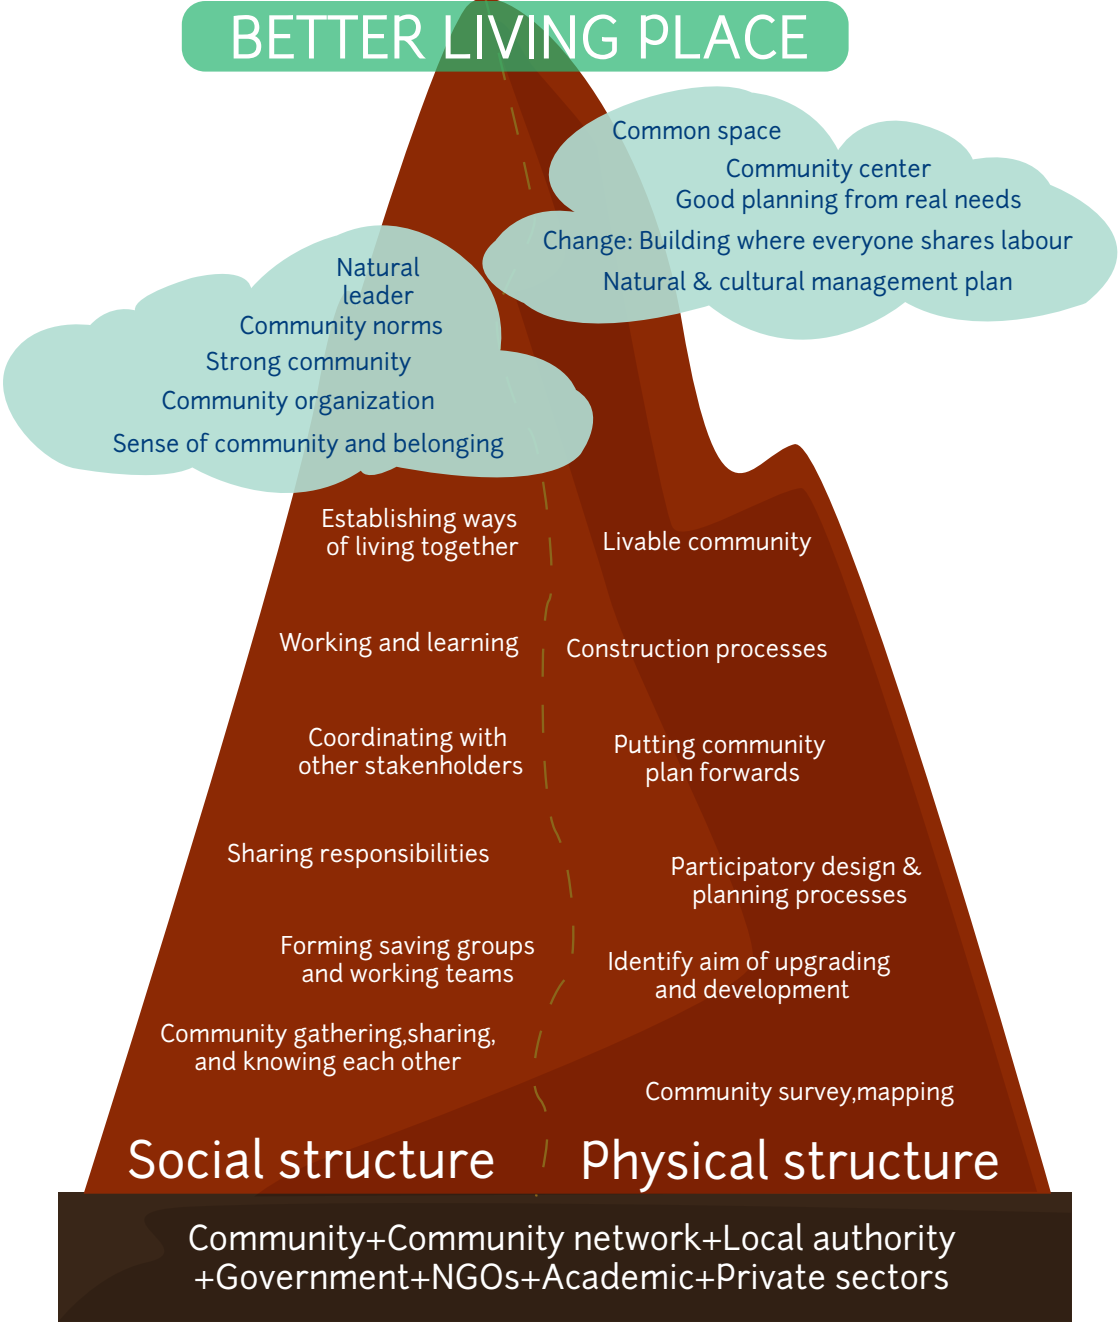 BETTER LIVING PLACE
Common space
Community center
Good planning from real needs
Change: Building where everyone shares labour
Natural & cultural management plan
Natural
leader
Community norms
Strong community
Community organization
Sense of community and belonging
Establishing ways
of living together
Working and learning
Coordinating with
other stakenholders
Sharing responsibilities
Forming saving groups
and working teams
Community gathering,sharing,
and knowing each other
Social structure
Livable community
Construction processes
Putting community
plan forwards
Participatory design &
planning processes
Identify aim of upgrading
and development
Community survey,mapping
Physical structure
Community+Community network+Local authority
+Government+NGOs+Academic+Private sectors